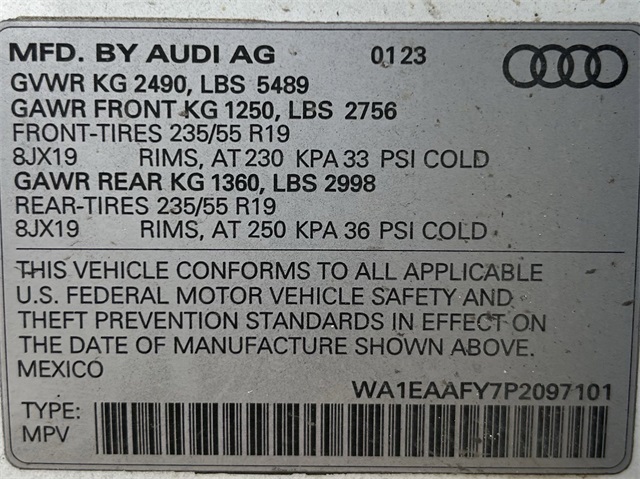 MFD. BY AUDI AG 0123
GVWR KG 2490, LBS 5489
GAWR FRONT KG 1250, LBS 2756
FRONT-TIRES 235/55 R19
8JX19 RIMS, AT 230 KPA 33 PSI COLD
GAWR REAR KG 1360, LBS 2998
REAR-TIRES 235/55 R19
8JX19 RIMS, AT 250 KPA 36 PSI COLD
THIS VEHICLE CONFORMS TO ALL APPLICABLE
U.S. FEDERAL MOTOR VEHICLE SAFETY AND
THEFT PREVENTION STANDARDS IN EFFECT ON
THE DATE OF MANUFACTURE SHOWN ABOVE.
MEXICO
WA1EAAFY7P2097101
TYPE:
MPV